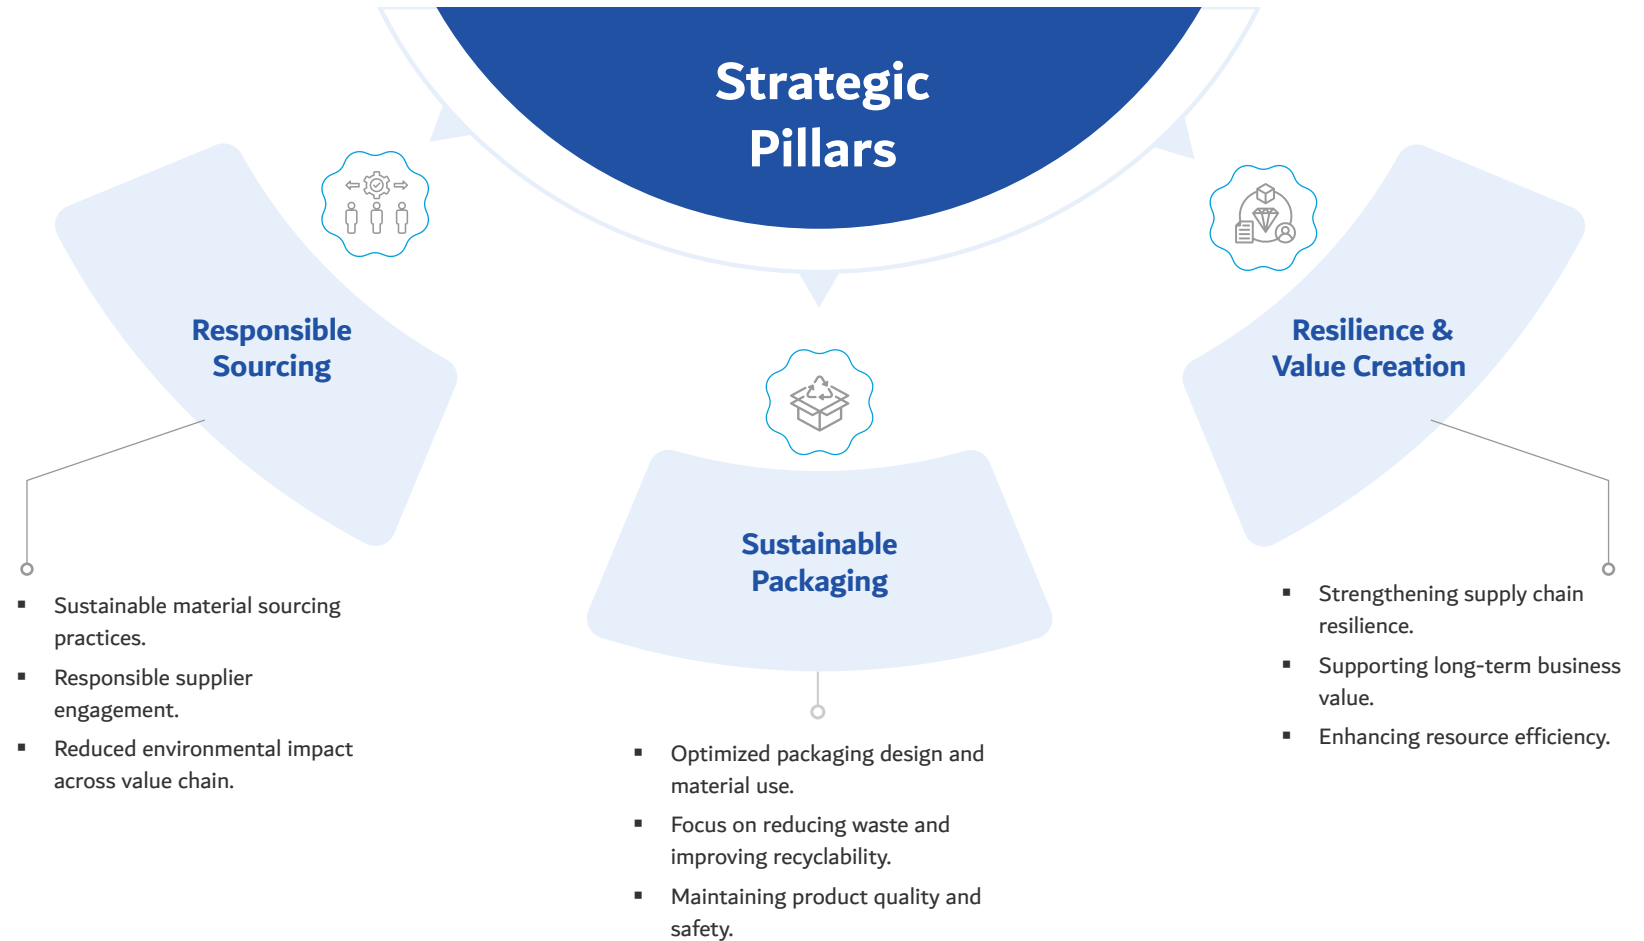 Strategic
Pillars
Responsible
Sourcing
▪ Sustainable material sourcing
practices.
▪ Responsible supplier
engagement.
▪ Reduced environmental impact
across value chain.
Sustainable
Packaging
▪ Optimized packaging design and
material use.
▪ Focus on reducing waste and
improving recyclability.
▪ Maintaining product quality and
safety.
Resilience &
Value Creation
▪ Strengthening supply chain
resilience.
▪ Supporting long-term business
value.
▪ Enhancing resource efficiency.